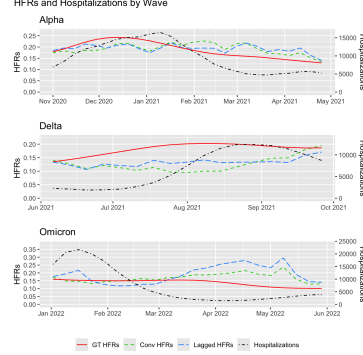 HFRs and Hospitalizations by Wave
Alpha
0.25
0.20
0.15
0.10
0.05
0.00
HFRs
15000
10000
5000
0
Nov 2020 Dec 2020 Jan 2021 Feb 2021 Mar 2021 Apr 2021 May 2021
Delta
0.20
0.15
0.10
0.05
0.00
HFRs
10000
5000
0
Jun 2021 Jul 2021 Aug 2021 Sep 2021 Oct 2021
Omicron
0.35
0.30
0.25
0.20
0.15
0.10
0.05
0.00
HFRs
25000
20000
15000
10000
5000
0
Jan 2022 Feb 2022 Mar 2022 Apr 2022 May 2022 Jun 2022
GT HFRs Conv HFRs Lagged HFRs Hospitalizations